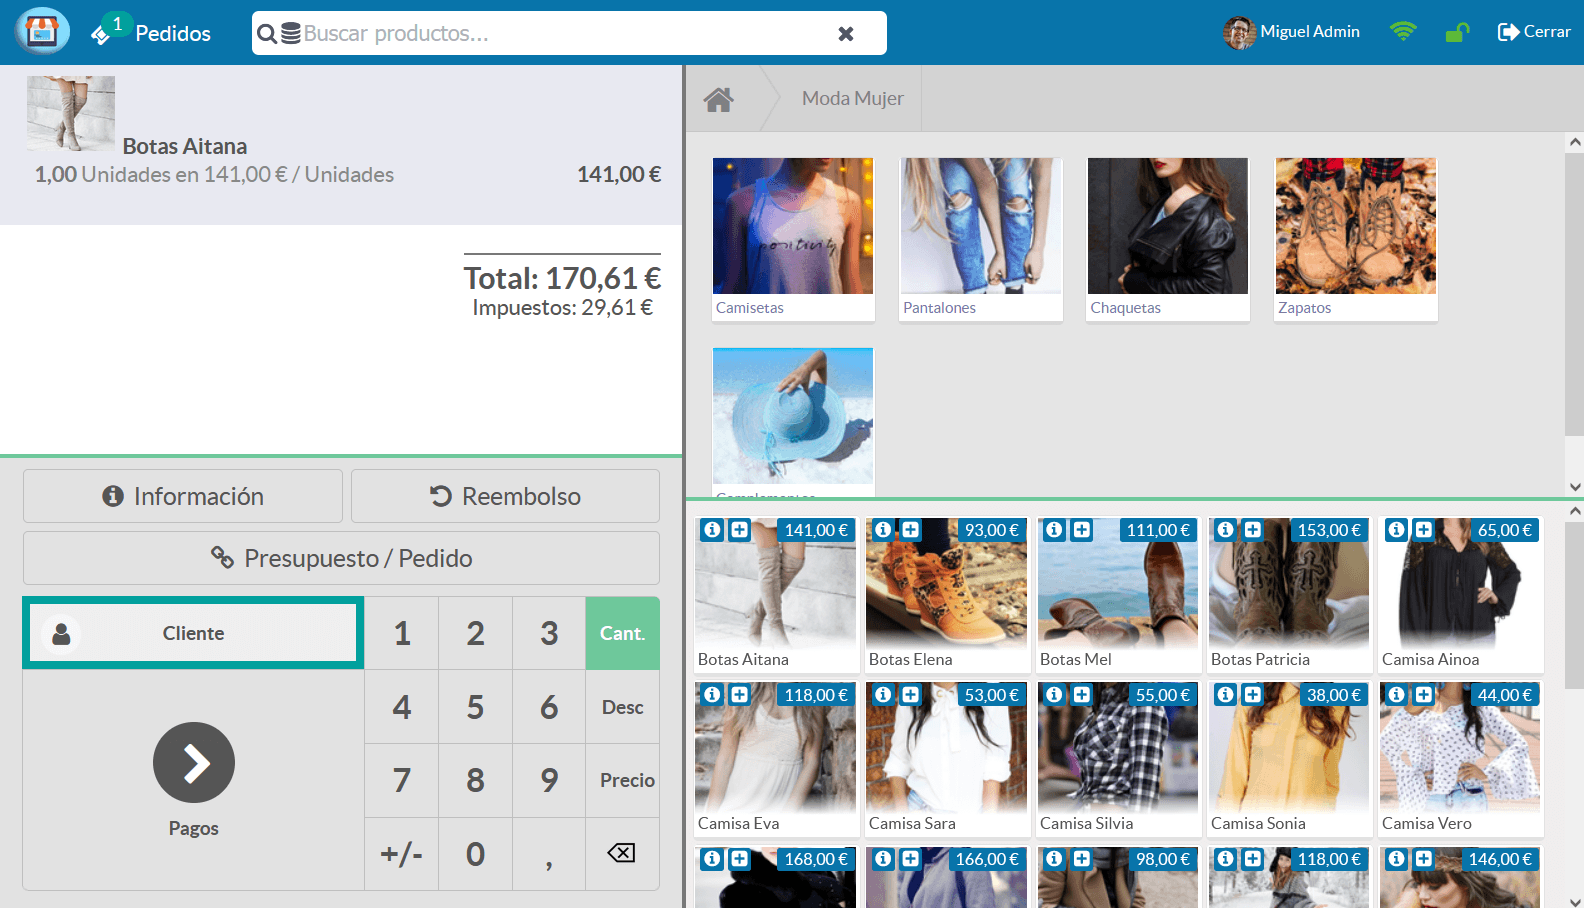 1 Pedidos
Buscar productos...
Miguel Admin
Cerrar
Botas Aitana
1,00 Unidades en 141,00 € / Unidades 141,00 €
Total: 170,61 €
Impuestos: 29,61 €
Información
Reembolso
Presupuesto / Pedido
Cliente
1 2 3 Cant.
4 5 6 Desc
7 8 9 Precio
+/- 0 ,
Pagos
Moda Mujer
positivity
Camisetas
Pantalones
Chaquetas
Zapatos
Complementos
141,00 €
93,00 €
111,00 €
153,00 €
65,00 €
Botas Aitana
Botas Elena
Botas Mel
Botas Patricia
Camisa Ainoa
118,00 €
53,00 €
55,00 €
38,00 €
44,00 €
Camisa Eva
Camisa Sara
Camisa Silvia
Camisa Sonia
Camisa Vero
168,00 €
166,00 €
98,00 €
118,00 €
146,00 €